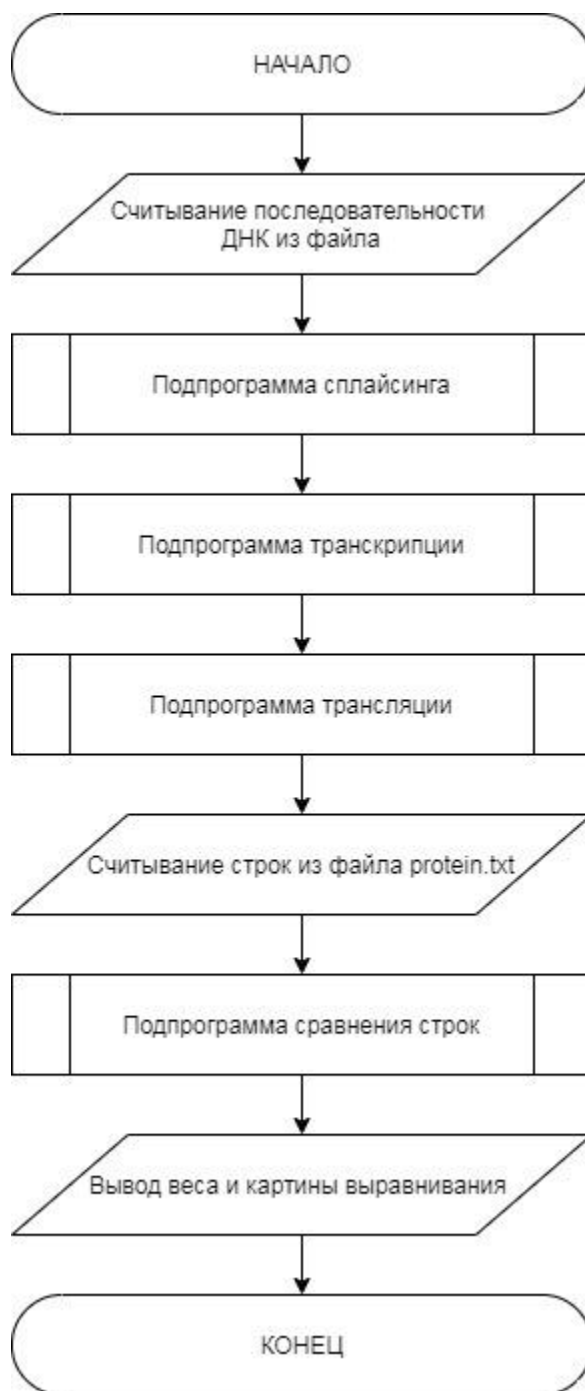 НАЧАЛО
Считывание последовательности
ДНК из файла
Подпрограмма сплайсинга
Подпрограмма транскрипции
Подпрограмма трансляции
Считывание строк из файла protein.txt
Подпрограмма сравнения строк
Вывод веса и картины выравнивания
КОНЕЦ